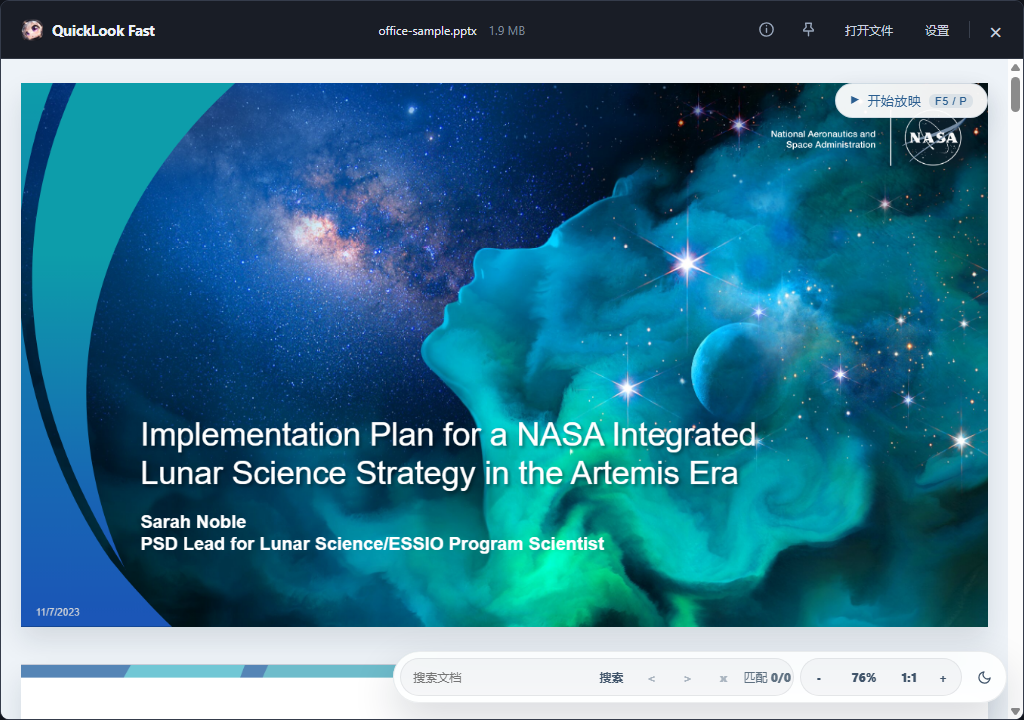 QuickLook Fast
office-sample.pptx 1.9 MB
打开文件
设置
开始放映 F5 / P
National Aeronautics and
Space Administration
NASA
Implementation Plan for a NASA Integrated
Lunar Science Strategy in the Artemis Era
Sarah Noble
PSD Lead for Lunar Science/ESSIO Program Scientist
11/7/2023
搜索文档 搜索 < > x 匹配 0/0 - 76% 1:1 +